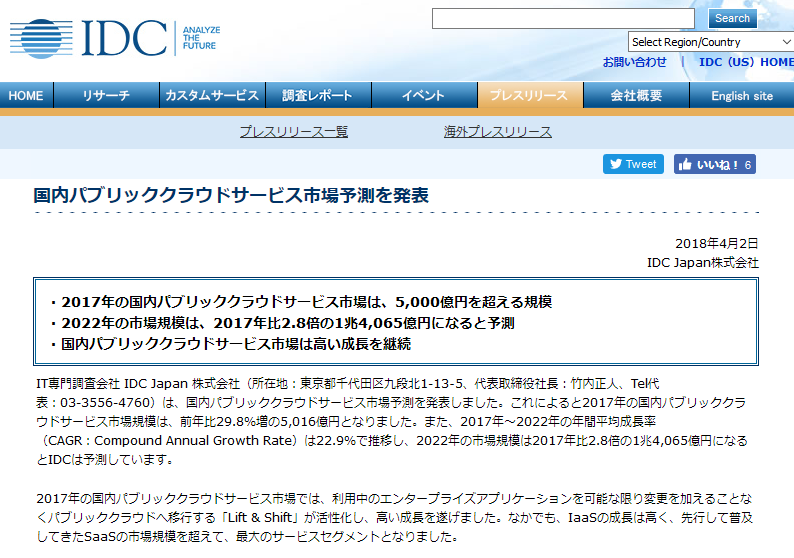 IDC
ANALYZE
THE
FUTURE
Search
Select Region/Country
お問い合わせ ｜ IDC（US）HOME
HOME リサーチ カスタムサービス 調査レポート イベント プレスリリース 会社概要 English site
プレスリリース一覧 海外プレスリリース
Tweet いいね！ 6
国内パブリッククラウドサービス市場予測を発表
2018年4月2日
IDC Japan株式会社
・2017年の国内パブリッククラウドサービス市場は、5,000億円を超える規模
・2022年の市場規模は、2017年比2.8倍の1兆4,065億円になると予測
・国内パブリッククラウドサービス市場は高い成長を継続
IT専門調査会社 IDC Japan 株式会社（所在地：東京都千代田区九段北1-13-5、代表取締役社長：竹内正人、Tel代
表：03-3556-4760）は、国内パブリッククラウドサービス市場予測を発表しました。これによると2017年の国内パブリッククラ
ウドサービス市場規模は、前年比29.8%増の5,016億円となりました。また、2017年～2022年の年間平均成長率
（CAGR：Compound Annual Growth Rate）は22.9%で推移し、2022年の市場規模は2017年比2.8倍の1兆4,065億円になる
とIDCは予測しています。
2017年の国内パブリッククラウドサービス市場では、利用中のエンタープライズアプリケーションを可能な限り変更を加えることな
くパブリッククラウドへ移行する「Lift & Shift」が活性化し、高い成長を遂げました。なかでも、IaaSの成長は高く、先行して普及
してきたSaaSの市場規模を超えて、最大のサービスセグメントとなりました。